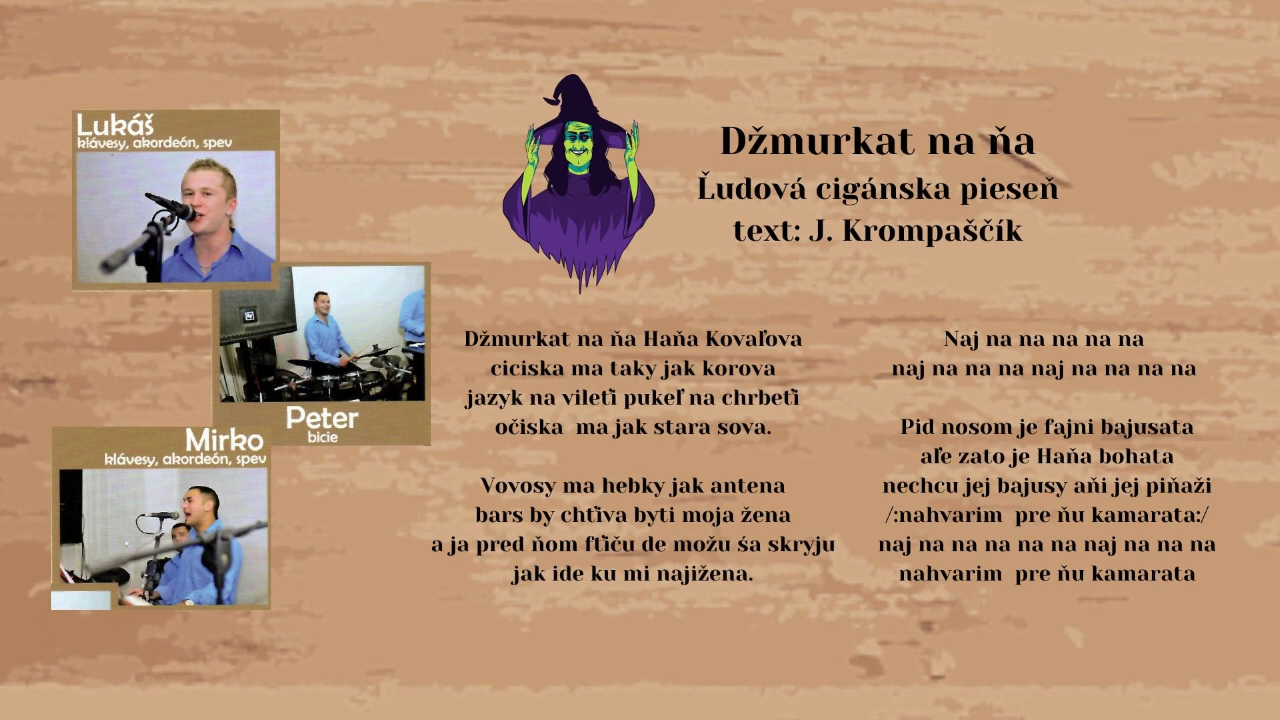 Lukáš
klávesy, akordeón, spev
Peter
bicie
Mirko
klávesy, akordeón, spev
Džmurkat na ňa
Ľudová cigánska pieseň
text: J. Krompaščík
Džmurkat na ňa Haňa Kovaľova
ciciska ma taky jak korova
jazyk na vileťi pukeľ na chrbeťi
očiska ma jak stara sova.
Vovosy ma hebky jak antena
bars by chťiva byti moja žena
a ja pred ňom fťiču de možu śa skryju
jak ide ku mi najižena.
Naj na na na na na
naj na na na naj na na na na
Pid nosom je fajni bajusata
aľe zato je Haňa bohata
nechcu jej bajusy aňi jej piňaži
/:nahvarim pre ňu kamarata:/
naj na na na na na naj na na na
nahvarim pre ňu kamarata